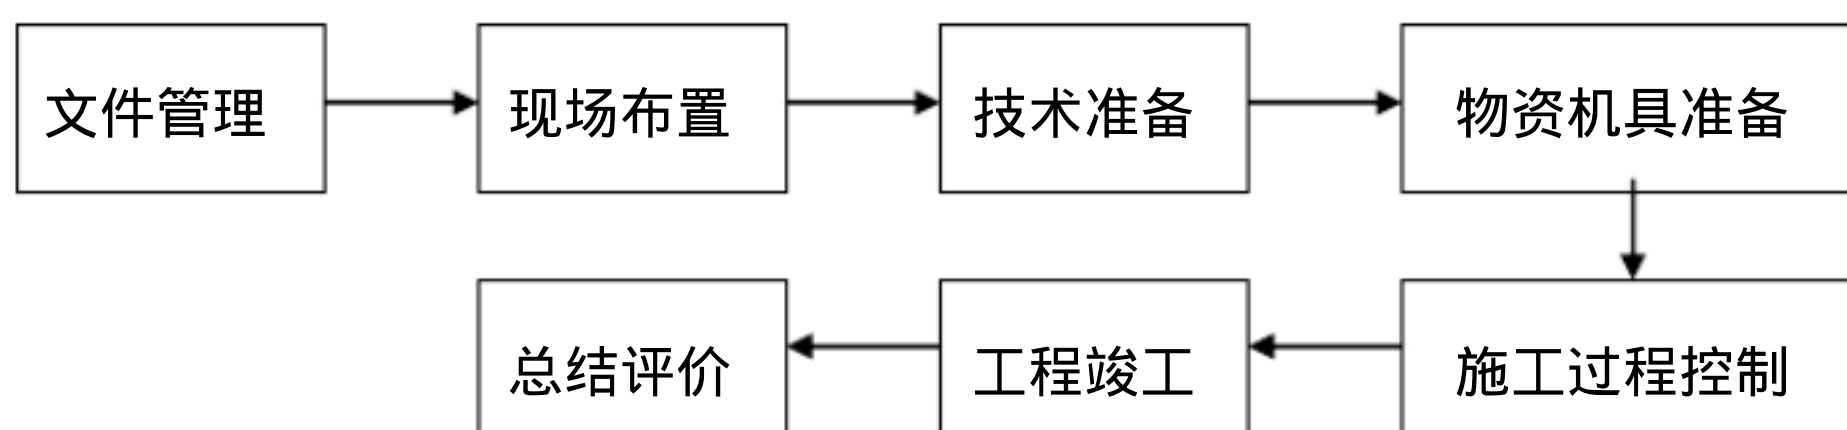 文件管理
现场布置
技术准备
物资机具准备
施工过程控制
工程竣工
总结评价